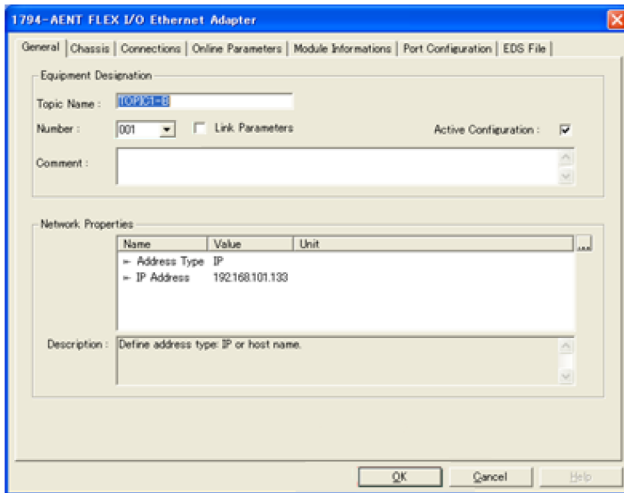 1794-AENT FLEX I/O Ethernet Adapter
General Chassis Connections Online Parameters Module Informations Port Configuration EDS File
Equipment Designation
Topic Name : TOPIC1-B
Number : 001 Link Parameters Active Configuration :
Comment :
Network Properties
Name Value Unit ...
Address Type IP
IP Address 192.168.101.133
Description : Define address type: IP or host name.
OK Cancel Help